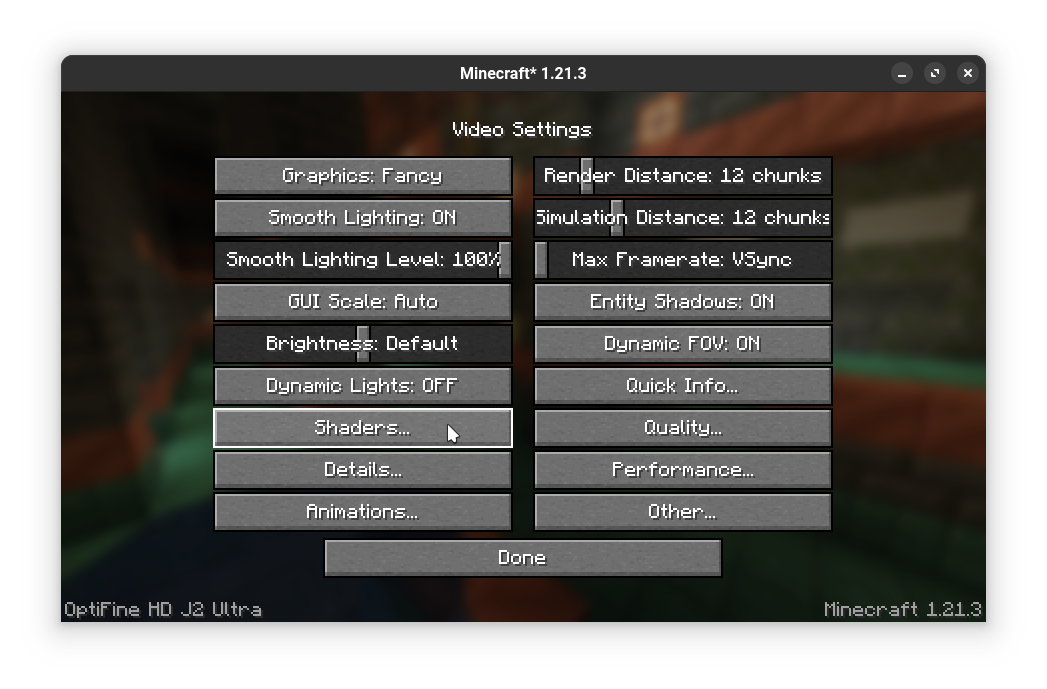 Minecraft* 1.21.3
Video Settings
Graphics: Fancy
Render Distance: 12 chunks
Smooth Lighting: ON
Simulation Distance: 12 chunks
Smooth Lighting Level: 100%
Max Framerate: VSync
GUI Scale: Auto
Entity Shadows: ON
Brightness: Default
Dynamic FOV: ON
Dynamic Lights: OFF
Quick Info...
Shaders...
Quality...
Details...
Performance...
Animations...
Other...
Done
OptiFine HD J2 Ultra
Minecraft 1.21.3